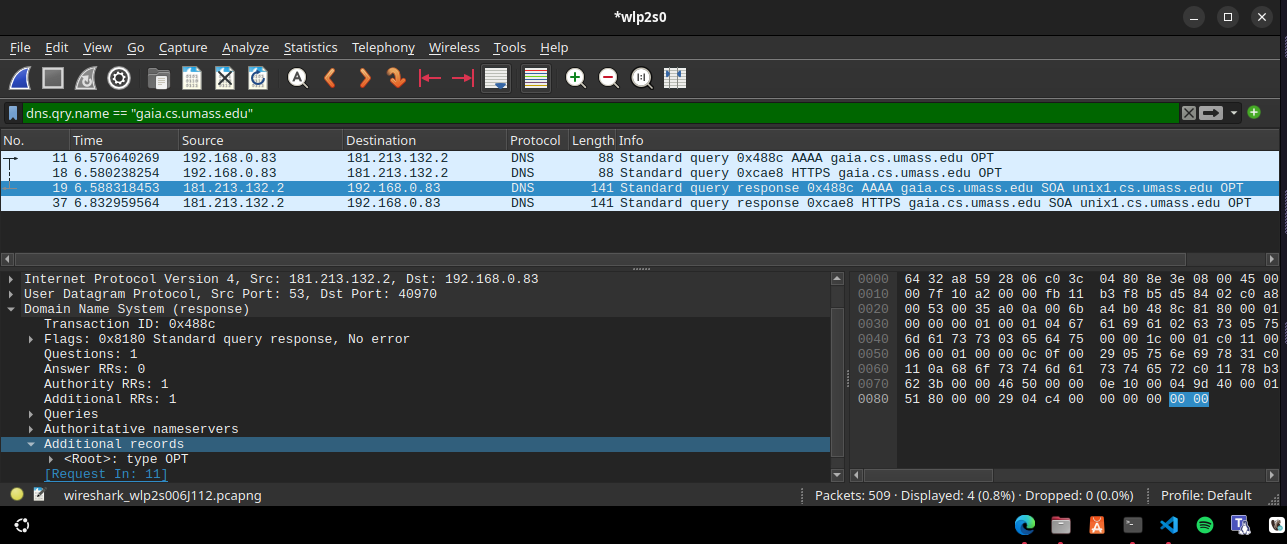 *wlp2s0
File Edit View Go Capture Analyze Statistics Telephony Wireless Tools Help
dns.qry.name == "gaia.cs.umass.edu"
No. Time Source Destination Protocol Length Info
11 6.570640269 192.168.0.83 181.213.132.2 DNS 88 Standard query 0x488c AAAA gaia.cs.umass.edu OPT
18 6.580238254 192.168.0.83 181.213.132.2 DNS 88 Standard query 0xcae8 HTTPS gaia.cs.umass.edu OPT
19 6.588318453 181.213.132.2 192.168.0.83 DNS 141 Standard query response 0x488c AAAA gaia.cs.umass.edu SOA unix1.cs.umass.edu OPT
37 6.832959564 181.213.132.2 192.168.0.83 DNS 141 Standard query response 0xcae8 HTTPS gaia.cs.umass.edu SOA unix1.cs.umass.edu OPT
Internet Protocol Version 4, Src: 181.213.132.2, Dst: 192.168.0.83
User Datagram Protocol, Src Port: 53, Dst Port: 40970
Domain Name System (response)
Transaction ID: 0x488c
Flags: 0x8180 Standard query response, No error
Questions: 1
Answer RRs: 0
Authority RRs: 1
Additional RRs: 1
Queries
Authoritative nameservers
Additional records
<Root>: type OPT
[Request In: 11]
0000 64 32 a8 59 28 06 c0 3c 04 80 8e 3e 08 00 45 00
0010 00 7f 10 a2 00 00 fb 11 b3 f8 b5 d5 84 02 c0 a8
0020 00 53 00 35 a0 0a 00 6b a4 b0 48 8c 81 80 00 01
0030 00 00 00 01 00 01 04 67 61 69 61 02 63 73 05 75
0040 6d 61 73 73 03 65 64 75 00 00 1c 00 01 c0 11 00
0050 06 00 01 00 00 0c 0f 00 29 05 75 6e 69 78 31 c0
0060 11 0a 68 6f 73 74 6d 61 73 74 65 72 c0 11 78 b3
0070 62 3b 00 00 46 50 00 00 0e 10 00 04 9d 40 00 01
0080 51 80 00 00 29 04 c4 00 00 00 00 00 00
wireshark_wlp2s006J112.pcapng
Packets: 509 · Displayed: 4 (0.8%) · Dropped: 0 (0.0%)
Profile: Default